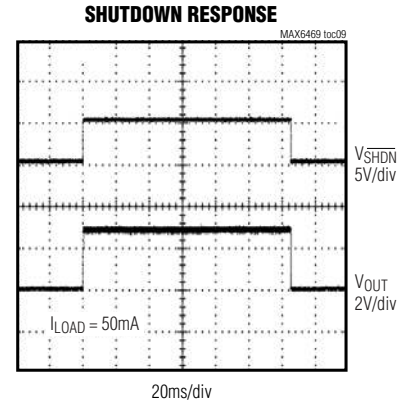 SHUTDOWN RESPONSE
MAX6469 toc09
VSHDN
5V/div
VOUT
2V/div
ILOAD = 50mA
20ms/div